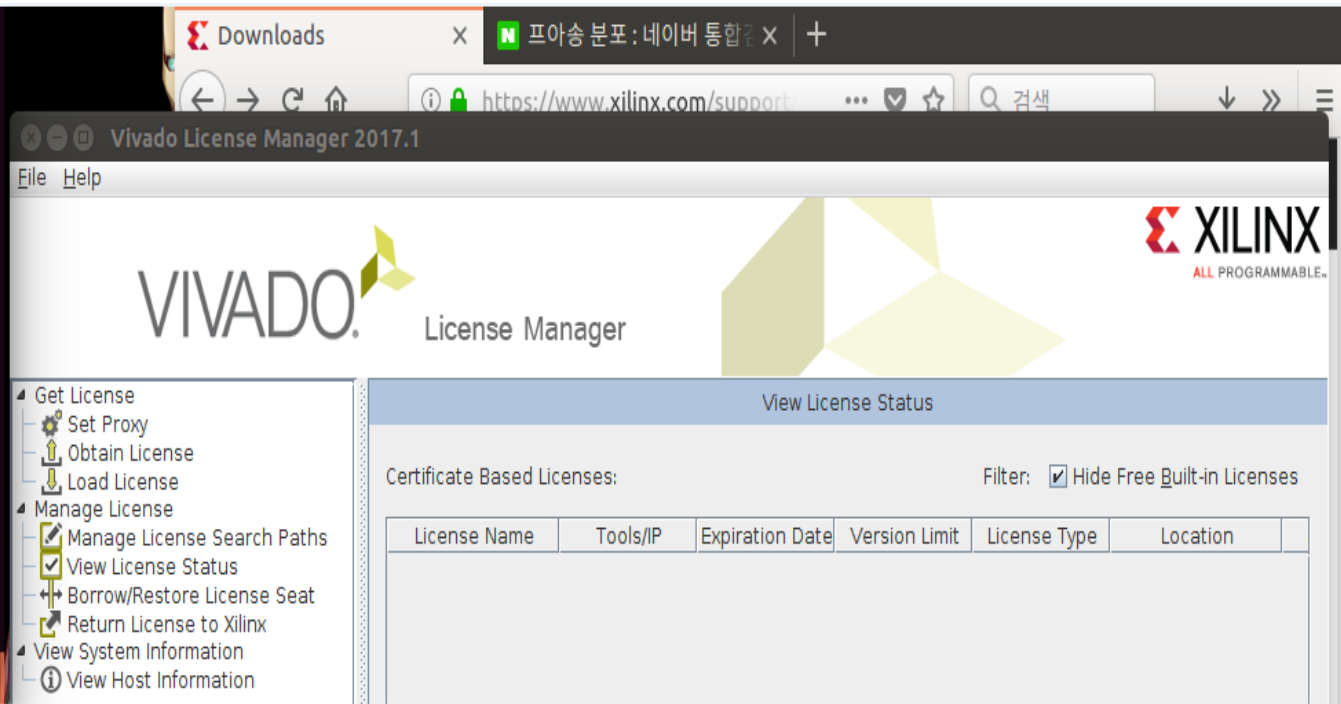 Downloads
프아송 분포 : 네이버 통합검
https://www.xilinx.com/support/
검색
Vivado License Manager 2017.1
File Help
VIVADO.
License Manager
XILINX
ALL PROGRAMMABLE™
Get License
Set Proxy
Obtain License
Load License
Manage License
Manage License Search Paths
View License Status
Borrow/Restore License Seat
Return License to Xilinx
View System Information
View Host Information
View License Status
Certificate Based Licenses:
Filter: Hide Free Built-in Licenses
License Name Tools/IP Expiration Date Version Limit License Type Location